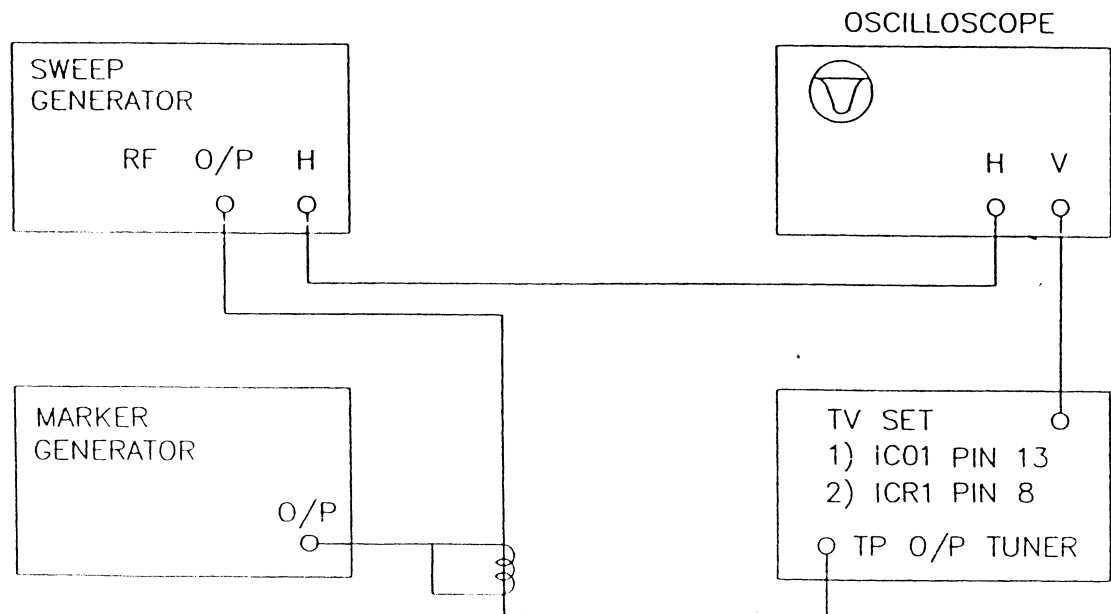 OSCILLOSCOPE
SWEEP
GENERATOR
RF O/P H
H V
MARKER
GENERATOR
O/P
TV SET
1) IC01 PIN 13
2) ICR1 PIN 8
TP O/P TUNER